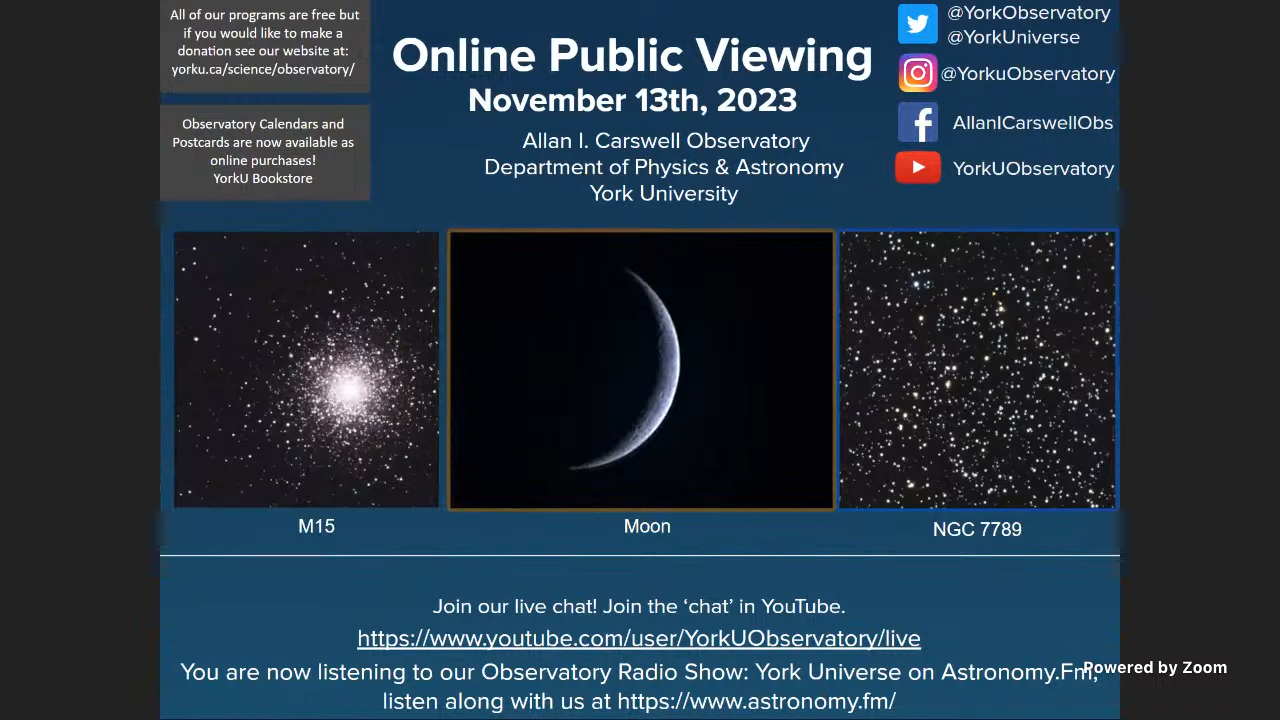 All of our programs are free but
if you would like to make a
donation see our website at:
yorku.ca/science/observatory/
Observatory Calendars and
Postcards are now available as
online purchases!
YorkU Bookstore
Online Public Viewing
November 13th, 2023
Allan I. Carswell Observatory
Department of Physics & Astronomy
York University
@YorkObservatory
@YorkUniverse
@YorkuObservatory
AllanICarswellObs
YorkUObservatory
M15
Moon
NGC 7789
Join our live chat! Join the ‘chat’ in YouTube.
https://www.youtube.com/user/YorkUObservatory/live
You are now listening to our Observatory Radio Show: York Universe on Astronomy.Fm,
listen along with us at https://www.astronomy.fm/
Powered by Zoom